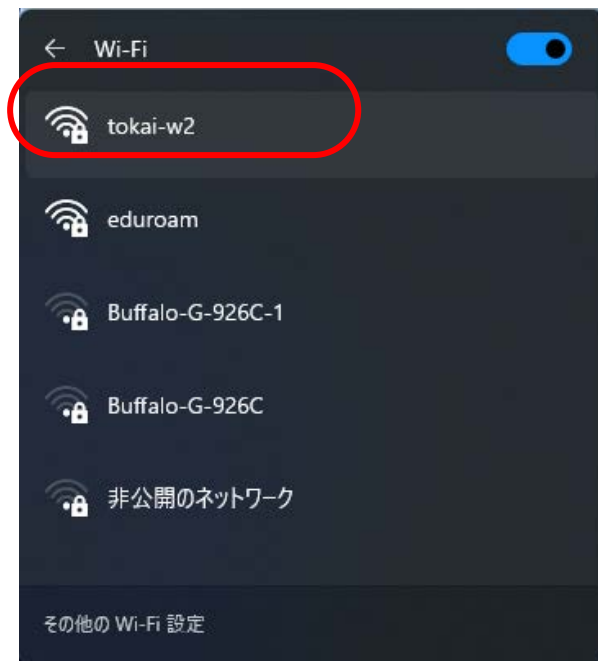 Wi-Fi
tokai-w2
eduroam
Buffalo-G-926C-1
Buffalo-G-926C
非公開のネットワーク
その他の Wi-Fi 設定